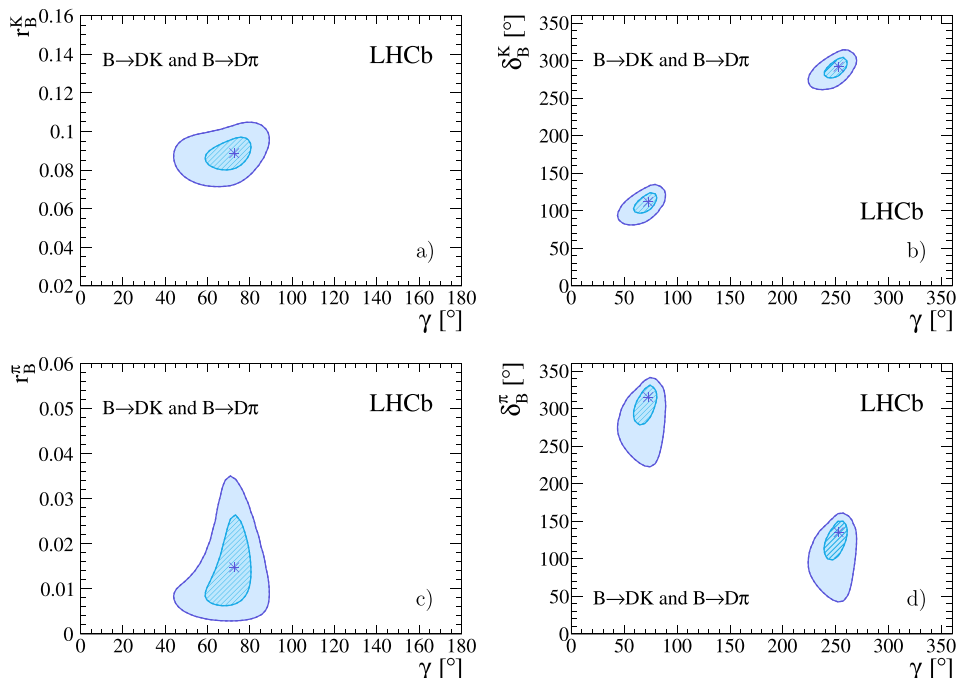 r_B^K
0.16
0.14
0.12
0.1
0.08
0.06
0.04
0.02
B→DK and B→Dπ
LHCb
a)
0 20 40 60 80 100 120 140 160 180
γ [°]
δ_B^K [°]
350
300
250
200
150
100
50
0
B→DK and B→Dπ
LHCb
b)
0 50 100 150 200 250 300 350
γ [°]
r_B^π
0.06
0.05
0.04
0.03
0.02
0.01
0
B→DK and B→Dπ
LHCb
c)
0 20 40 60 80 100 120 140 160 180
γ [°]
δ_B^π [°]
350
300
250
200
150
100
50
0
LHCb
B→DK and B→Dπ
d)
0 50 100 150 200 250 300 350
γ [°]